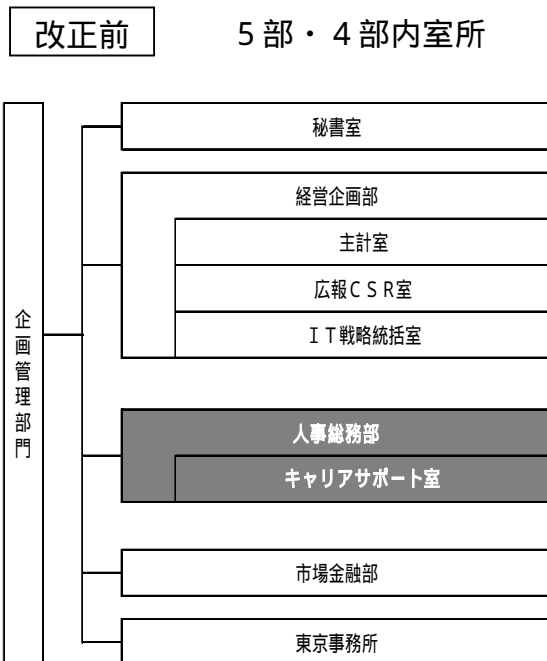 改正前 5部・4部内室所
企画管理部門
秘書室
経営企画部
主計室
広報CSR室
IT戦略統括室
人事総務部
キャリアサポート室
市場金融部
東京事務所